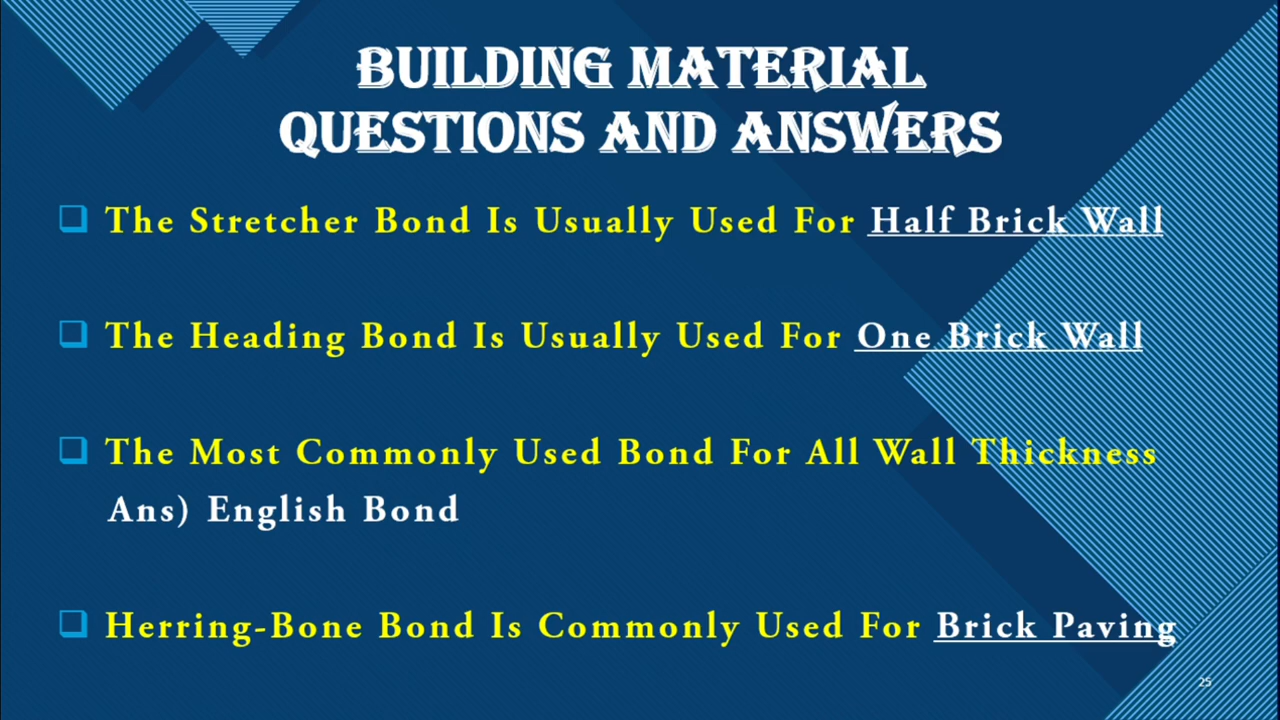 BUILDING MATERIAL
QUESTIONS AND ANSWERS
The Stretcher Bond Is Usually Used For Half Brick Wall
The Heading Bond Is Usually Used For One Brick Wall
The Most Commonly Used Bond For All Wall Thickness
Ans) English Bond
Herring-Bone Bond Is Commonly Used For Brick Paving
25